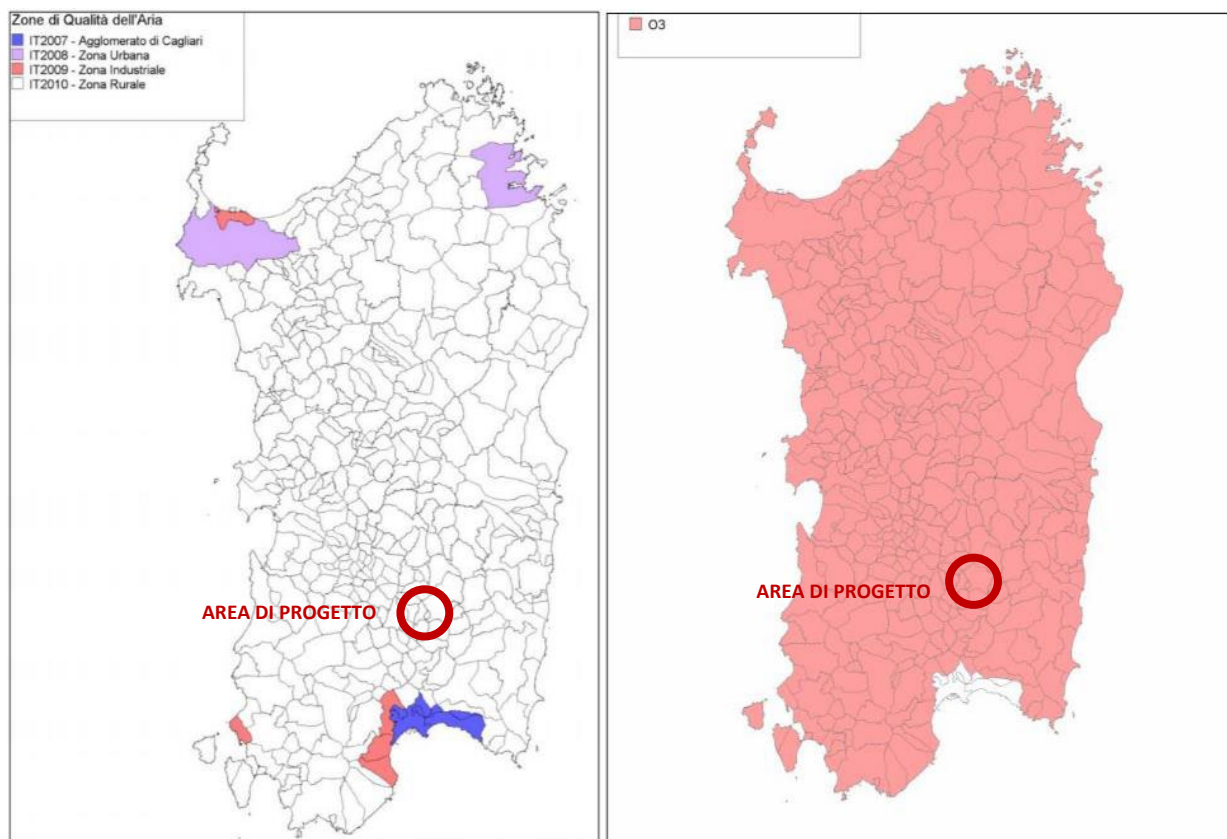 Zone di Qualità dell'Aria
IT2007 - Agglomerato di Cagliari
IT2008 - Zona Urbana
IT2009 - Zona Industriale
IT2010 - Zona Rurale
AREA DI PROGETTO
O3
AREA DI PROGETTO